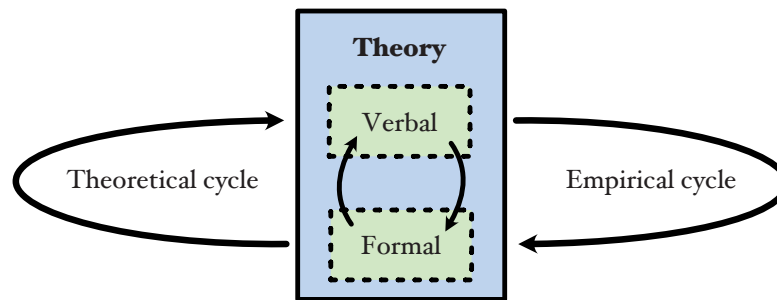 Theory
Verbal
Theoretical cycle
Empirical cycle
Formal